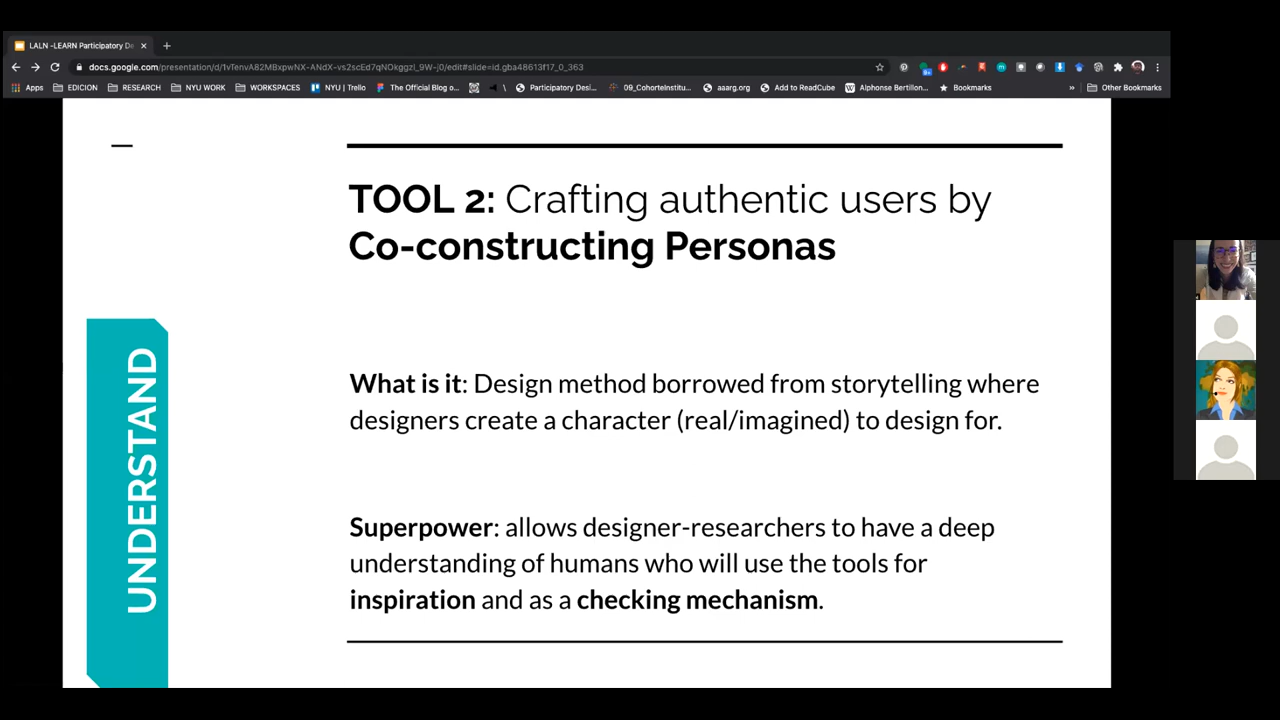 LALN -LEARN Participatory De
docs.google.com/presentation/d/1vTenvA82MBxpwNX-ANdX-vs2scEd7qNOkggzI_9W-j0/edit#slide=id.gba48613f17_0_363
Apps EDICION RESEARCH NYU WORK WORKSPACES NYU | Trello The Official Blog o... \ Participatory Desi... 09_CohorteInstitu... aaarg.org Add to ReadCube Alphonse Bertillon... Bookmarks » Other Bookmarks
TOOL 2: Crafting authentic users by
Co-constructing Personas
UNDERSTAND
What is it: Design method borrowed from storytelling where
designers create a character (real/imagined) to design for.
Superpower: allows designer-researchers to have a deep
understanding of humans who will use the tools for
inspiration and as a checking mechanism.